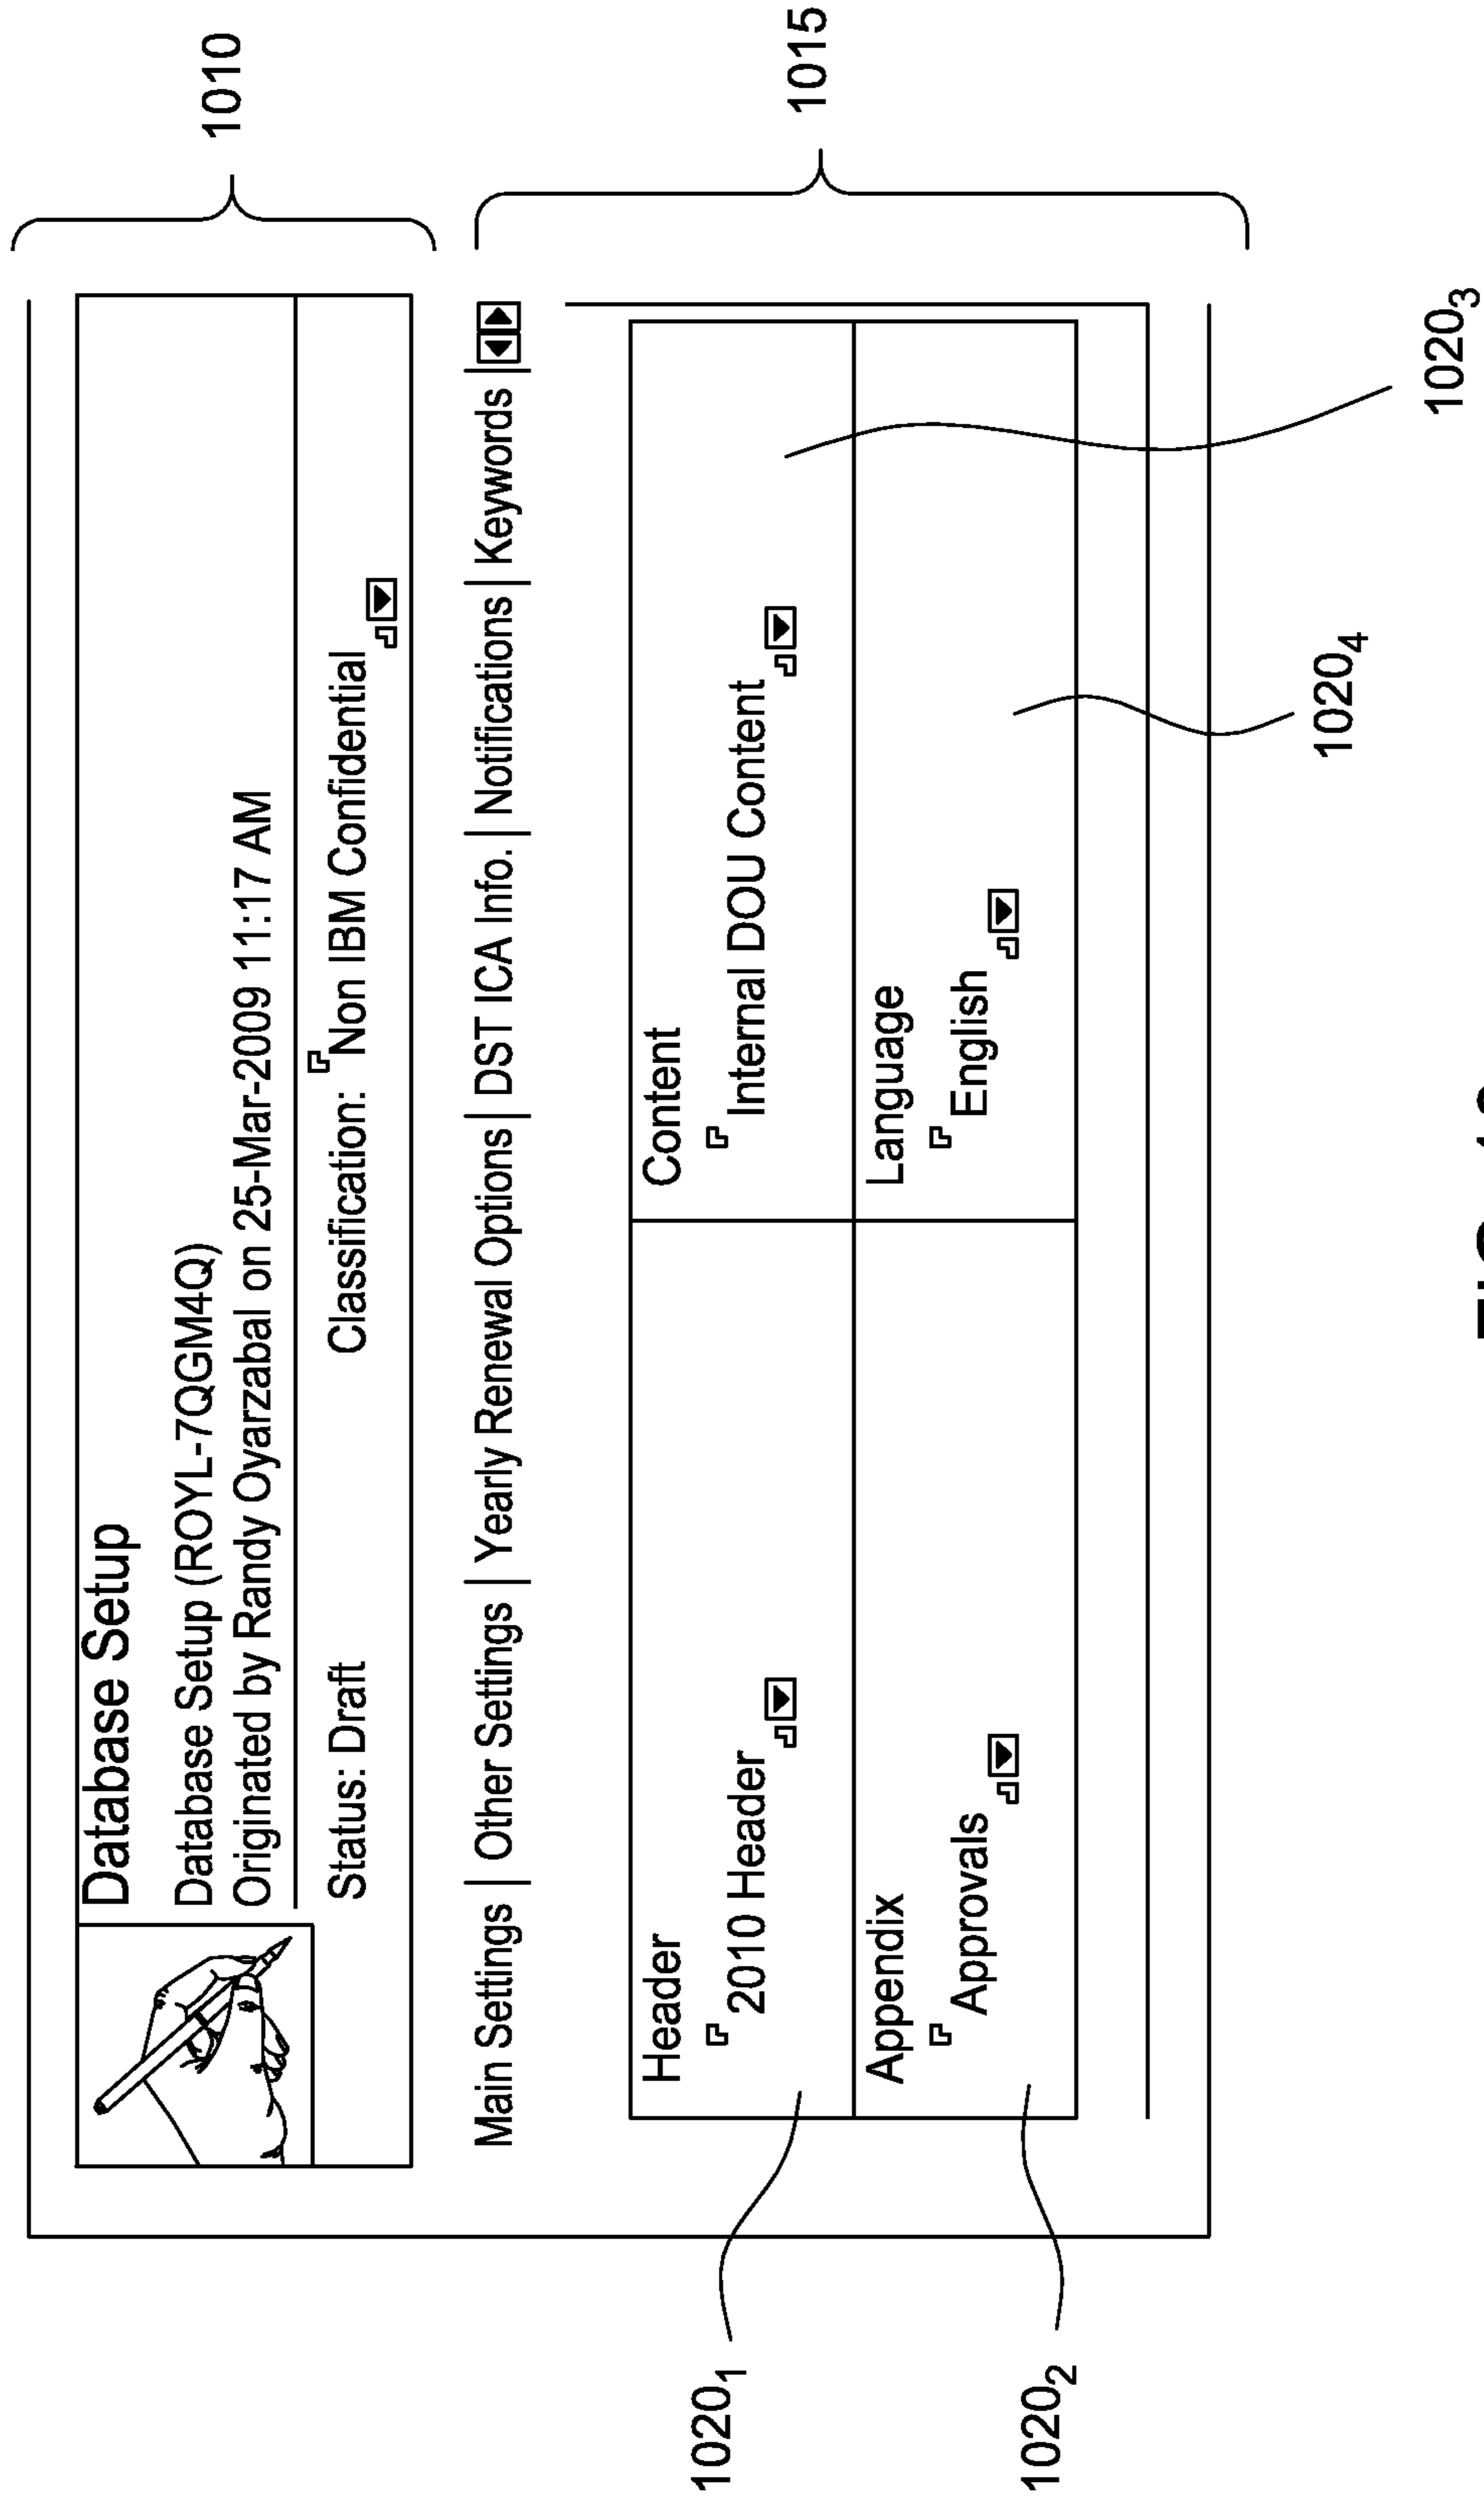 1010
Database Setup
Database Setup (ROYL-7QGM4Q)
Originated by Randy Oyarzabal on 25-Mar-2009 11:17 AM
Status: Draft Classification: Non IBM Confidential
1015
Main Settings | Other Settings | Yearly Renewal Options | DST ICA Info. | Notifications | Keywords |
Header Content
2010 Header Internal DOU Content
Appendix Language
Approvals English
1020₁
1020₂
1020₄
1020₃